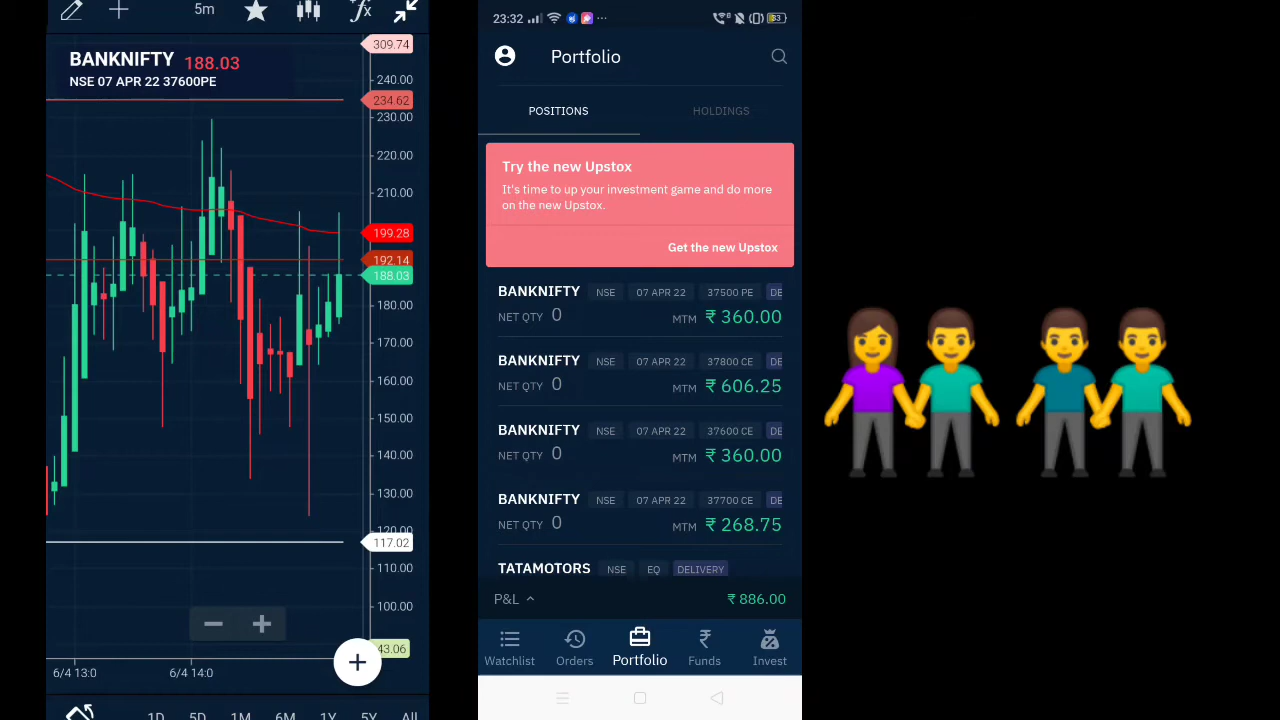 5m
BANKNIFTY 188.03
NSE 07 APR 22 37600PE
309.74
240.00
234.62
230.00
220.00
210.00
199.28
192.14
188.03
180.00
170.00
160.00
150.00
140.00
130.00
120.00
117.02
110.00
100.00
43.06
6/4 13:0 6/4 14:0
1D 5D 1M 6M 1Y 5Y All
23:32 33
Portfolio
POSITIONS HOLDINGS
Try the new Upstox
It's time to up your investment game and do more
on the new Upstox.
Get the new Upstox
BANKNIFTY NSE 07 APR 22 37500 PE DE
NET QTY 0 MTM ₹ 360.00
BANKNIFTY NSE 07 APR 22 37800 CE DE
NET QTY 0 MTM ₹ 606.25
BANKNIFTY NSE 07 APR 22 37600 CE DE
NET QTY 0 MTM ₹ 360.00
BANKNIFTY NSE 07 APR 22 37700 CE DE
NET QTY 0 MTM ₹ 268.75
TATAMOTORS NSE EQ DELIVERY
P&L ₹ 886.00
Watchlist Orders Portfolio Funds Invest